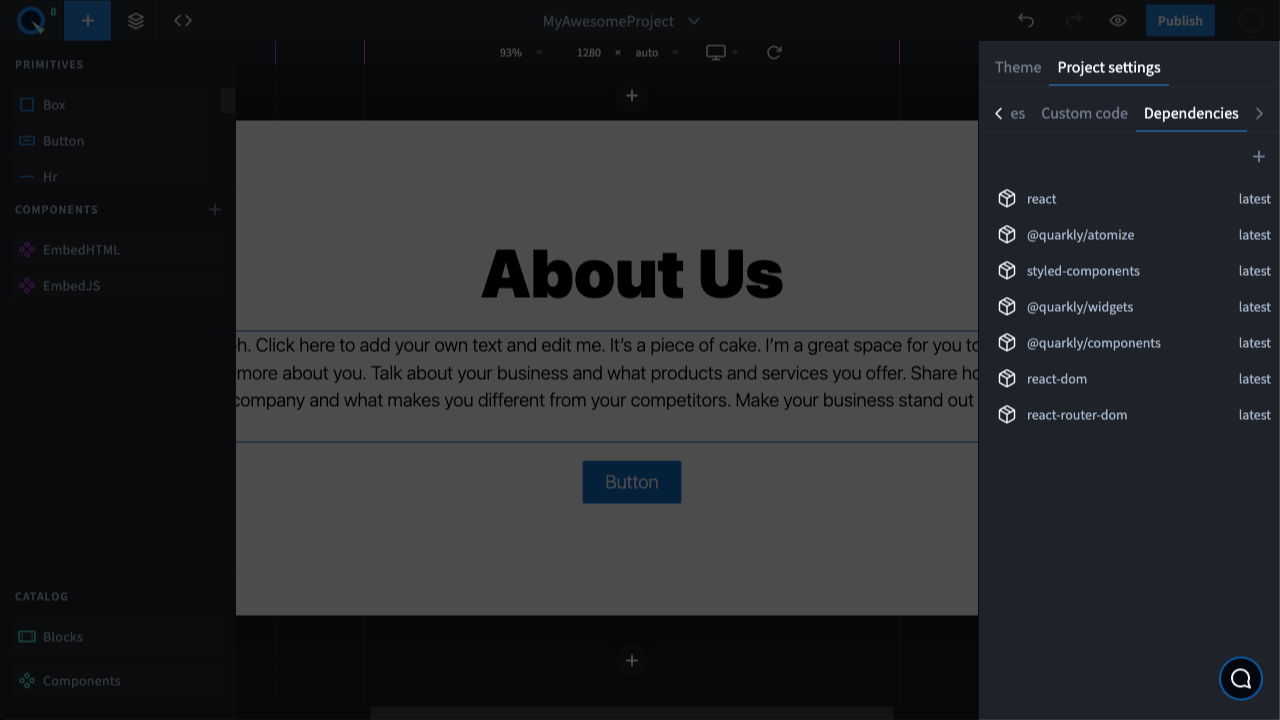 β
MyAwesomeProject
Publish
PRIMITIVES
Box
Button
Hr
COMPONENTS
EmbedHTML
EmbedJS
CATALOG
Blocks
Components
93%
1280 × auto
About Us
h. Click here to add your own text and edit me. It's a piece of cake. I'm a great space for you to
more about you. Talk about your business and what products and services you offer. Share ho
company and what makes you different from your competitors. Make your business stand out
Button
Theme Project settings
es Custom code Dependencies
react latest
@quarkly/atomize latest
styled-components latest
@quarkly/widgets latest
@quarkly/components latest
react-dom latest
react-router-dom latest